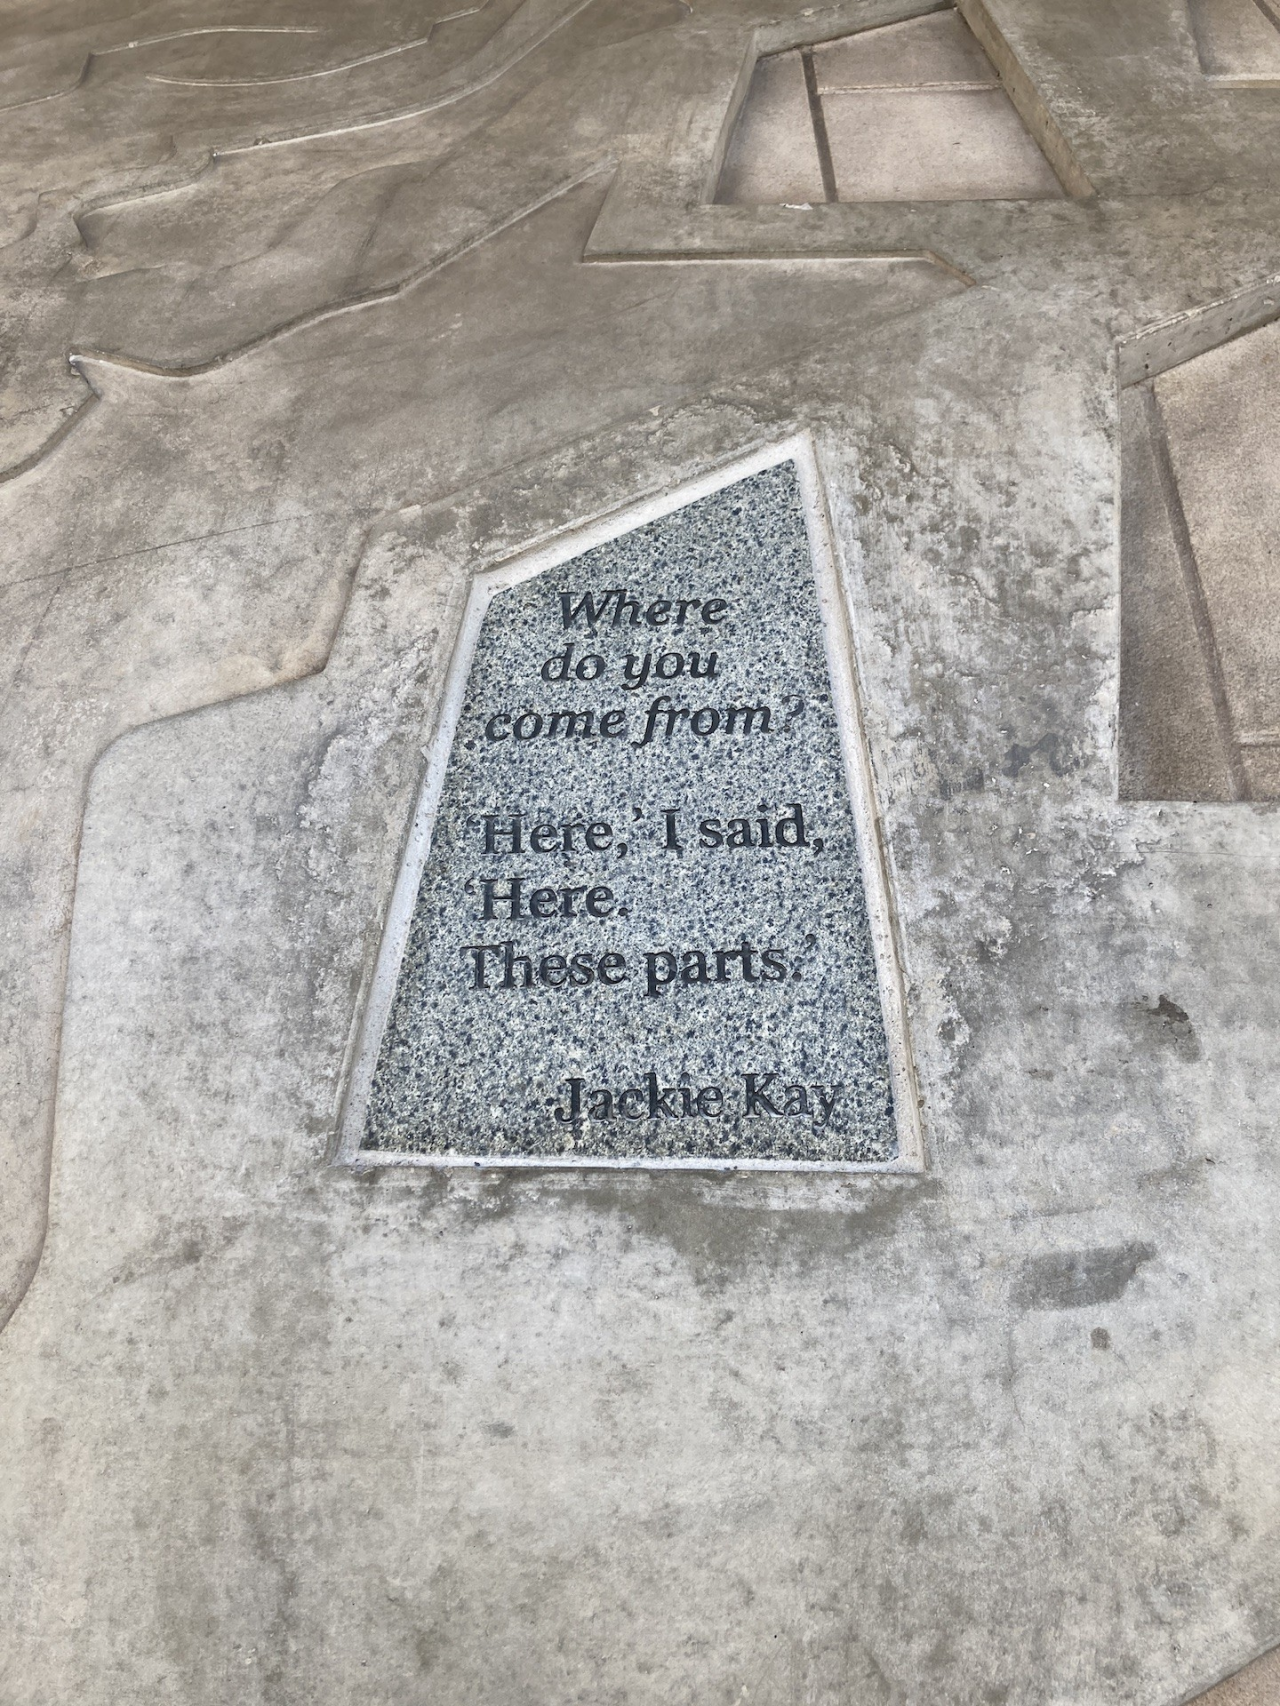 Where
do you
come from?
‘Here,’ I said,
‘Here.
These parts.’
Jackie Kay